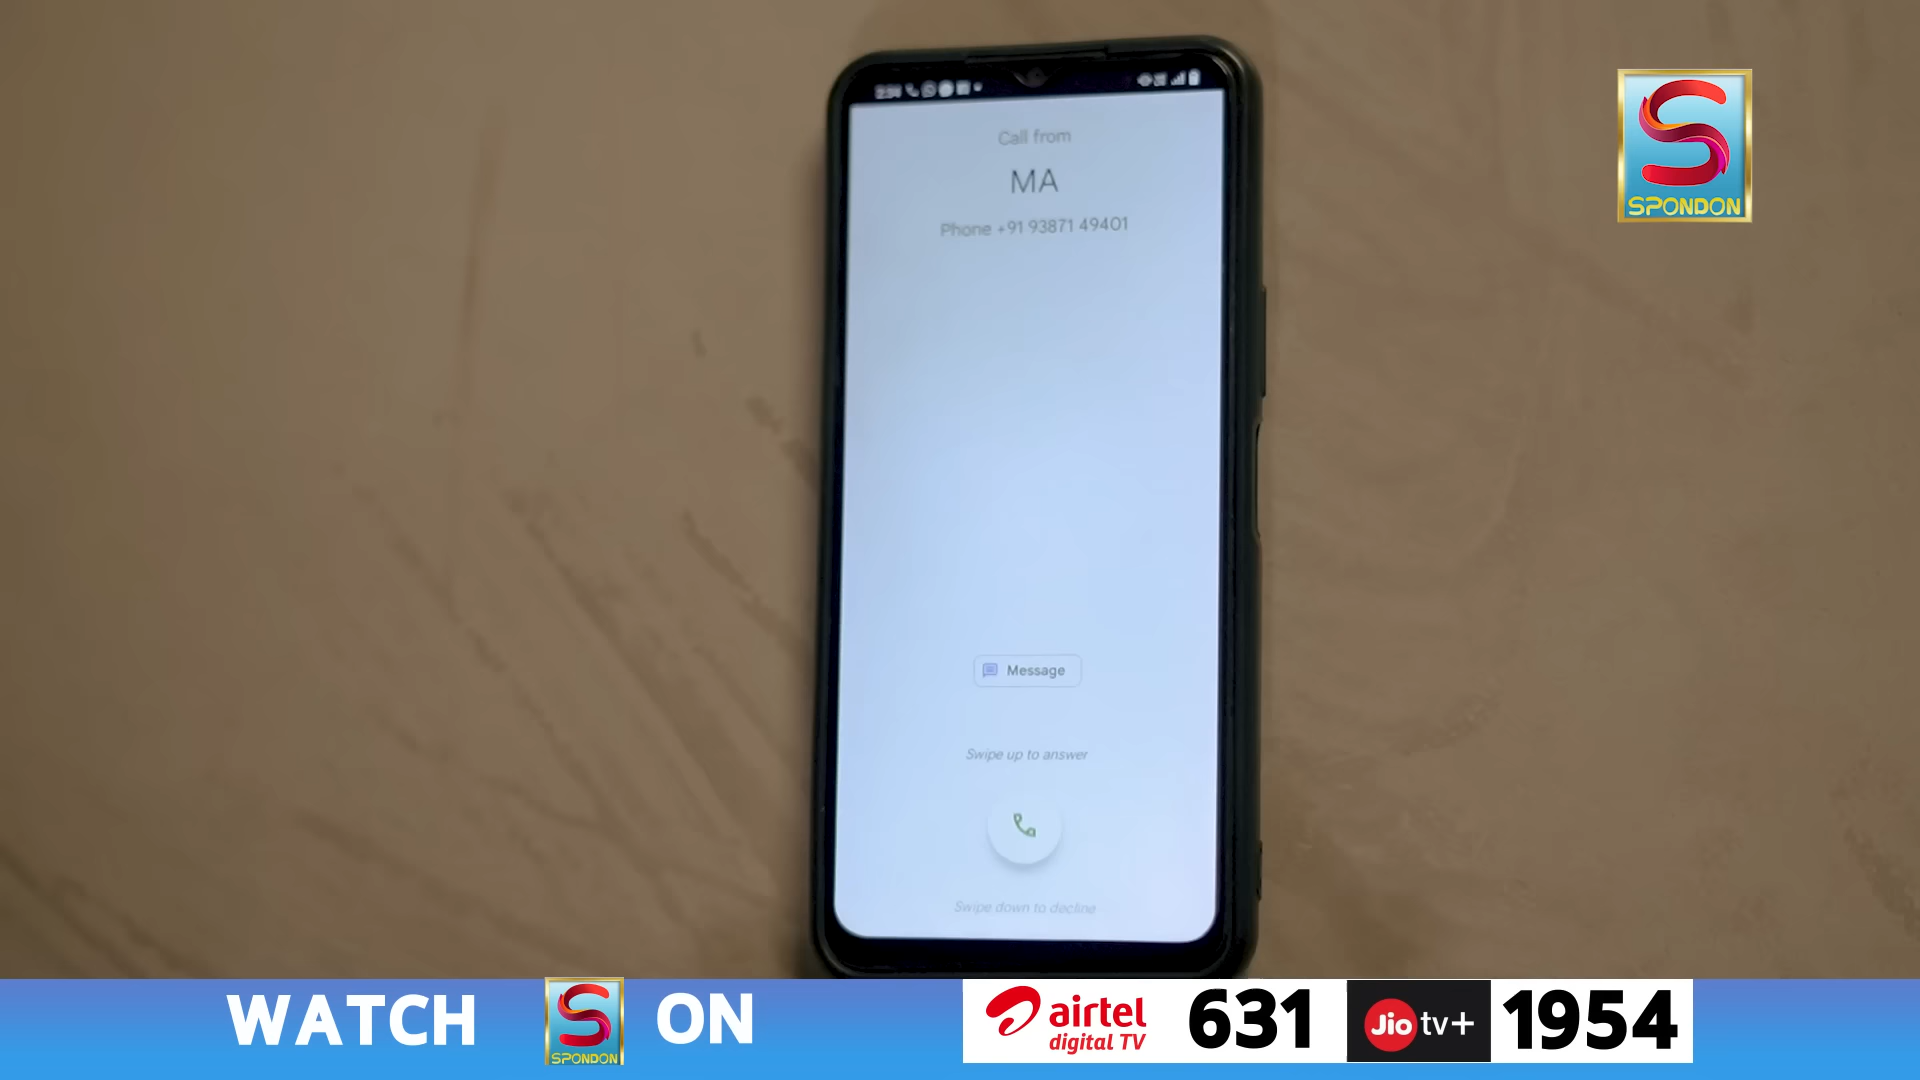 Call from
MA
Phone +91 93871 49401
SPONDON
Message
Swipe up to answer
Swipe down to decline
WATCH SPONDON ON airtel digital TV 631 Jio tv+ 1954